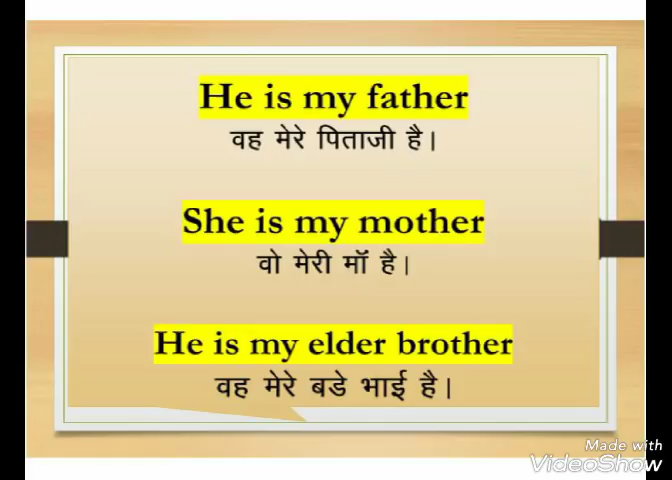 He is my father
वह मेरे पिताजी है।
She is my mother
वो मेरी मॉं है।
He is my elder brother
वह मेरे बडे भाई है।
Made with
VideoShow